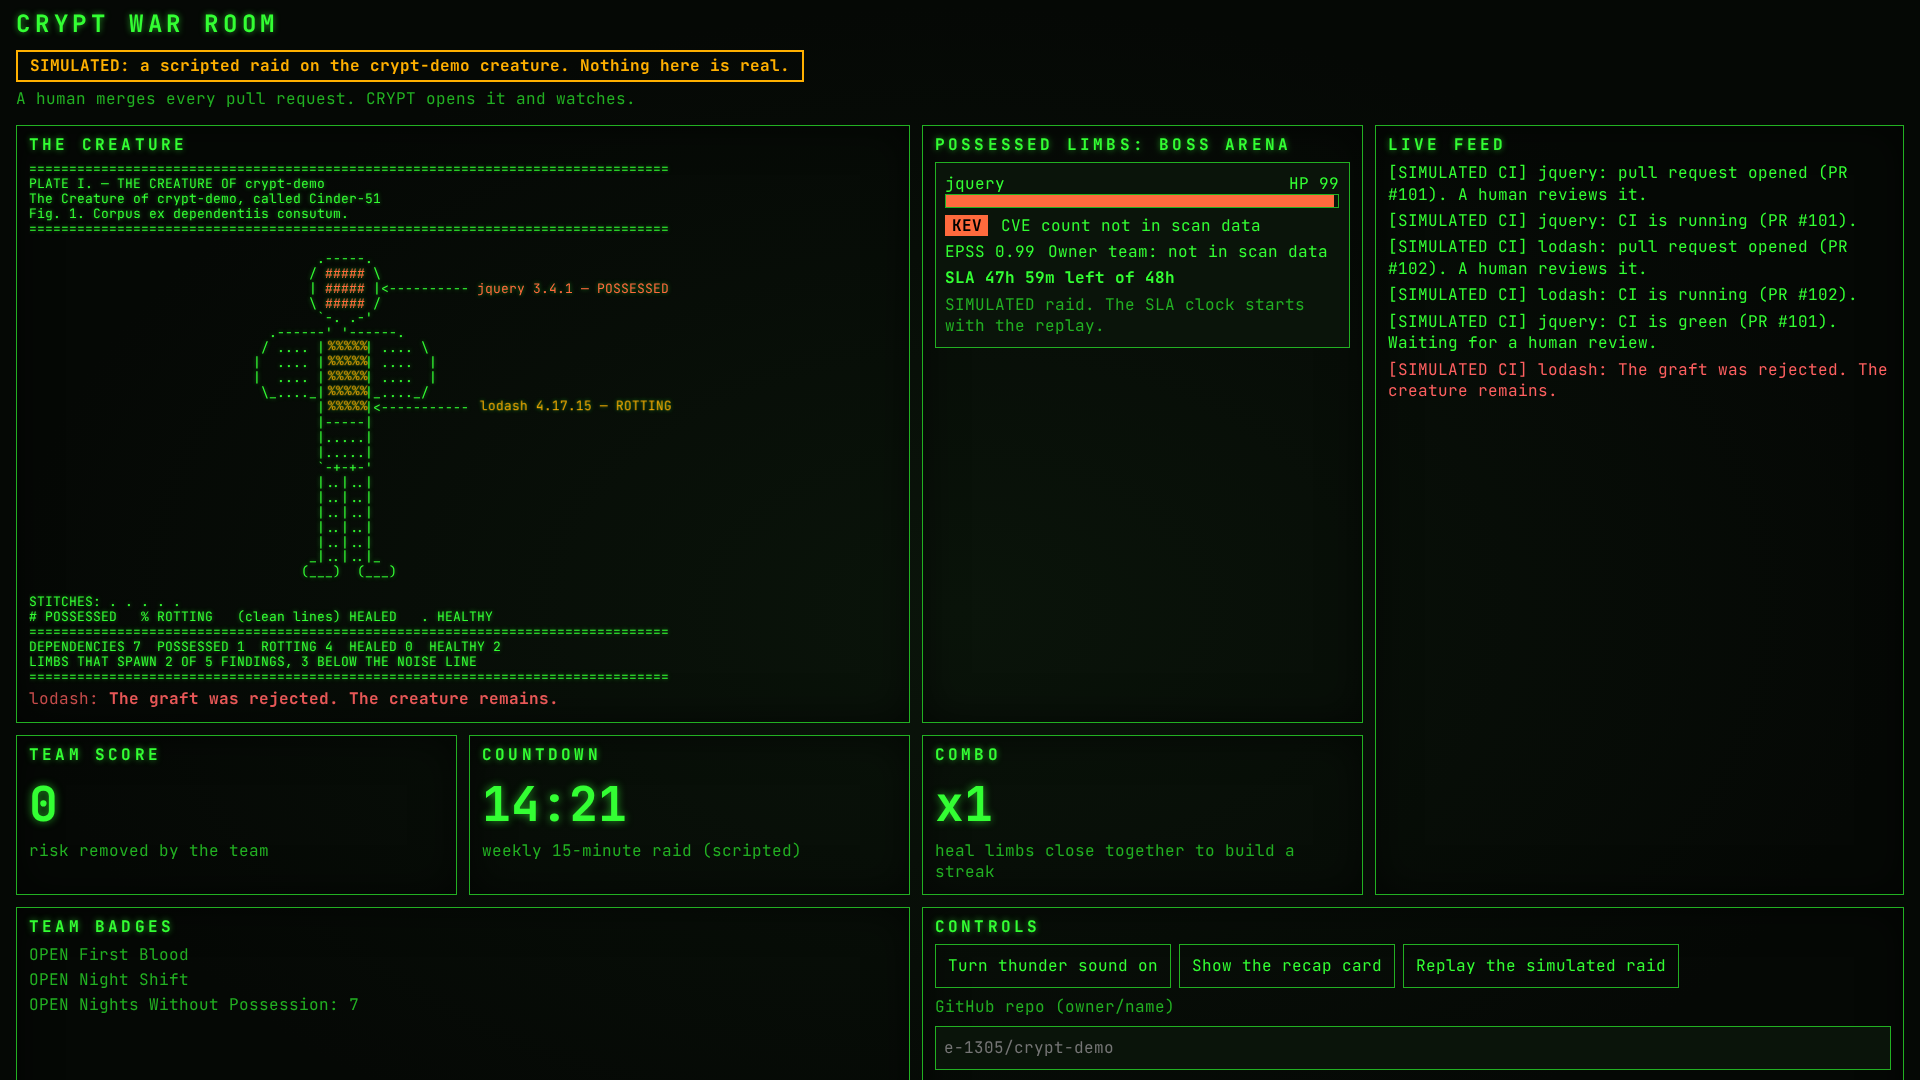 CRYPT WAR ROOM
SIMULATED: a scripted raid on the crypt-demo creature. Nothing here is real.
A human merges every pull request. CRYPT opens it and watches.
THE CREATURE
================================================================================
PLATE I. — THE CREATURE OF crypt-demo
The Creature of crypt-demo, called Cinder-51
Fig. 1. Corpus ex dependentiis consutum.
================================================================================
.-----.
/ ##### \
| ##### |<---------- jquery 3.4.1 — POSSESSED
\ ##### /
`-. .-'
.------' '------.
/ .... |%%%%%| .... \
|  .... |%%%%%| ....  |
|  .... |%%%%%| ....  |
\_...._|%%%%%|_...._/
|%%%%%|<----------- lodash 4.17.15 — ROTTING
|-----|
|.....|
|.....|
`-+-+-'
|..|..|
|..|..|
|..|..|
|..|..|
|..|..|
_|..|..|_
(___)  (___)
STITCHES: . . . . .
# POSSESSED   % ROTTING   (clean lines) HEALED   . HEALTHY
================================================================================
DEPENDENCIES 7  POSSESSED 1  ROTTING 4  HEALED 0  HEALTHY 2
LIMBS THAT SPAWN 2 OF 5 FINDINGS, 3 BELOW THE NOISE LINE
================================================================================
lodash: The graft was rejected. The creature remains.
POSSESSED LIMBS: BOSS ARENA
jquery HP 99
KEV CVE count not in scan data
EPSS 0.99 Owner team: not in scan data
SLA 47h 59m left of 48h
SIMULATED raid. The SLA clock starts
with the replay.
LIVE FEED
[SIMULATED CI] jquery: pull request opened (PR
#101). A human reviews it.
[SIMULATED CI] jquery: CI is running (PR #101).
[SIMULATED CI] lodash: pull request opened (PR
#102). A human reviews it.
[SIMULATED CI] lodash: CI is running (PR #102).
[SIMULATED CI] jquery: CI is green (PR #101).
Waiting for a human review.
[SIMULATED CI] lodash: The graft was rejected. The
creature remains.
TEAM SCORE
0
risk removed by the team
COUNTDOWN
14:21
weekly 15-minute raid (scripted)
COMBO
x1
heal limbs close together to build a
streak
TEAM BADGES
OPEN First Blood
OPEN Night Shift
OPEN Nights Without Possession: 7
CONTROLS
Turn thunder sound on
Show the recap card
Replay the simulated raid
GitHub repo (owner/name)
e-1305/crypt-demo